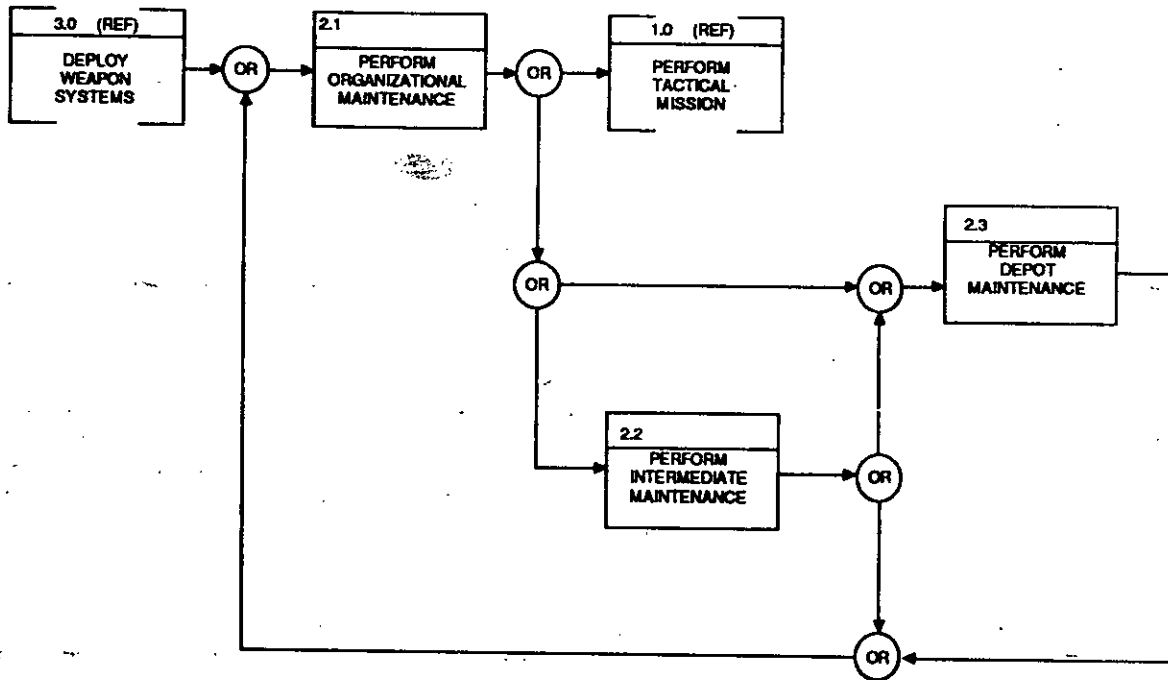 3.0 (REF)
DEPLOY
WEAPON
SYSTEMS
OR
2.1
PERFORM
ORGANIZATIONAL
MAINTENANCE
OR
1.0 (REF)
PERFORM
TACTICAL
MISSION
OR
OR
2.3
PERFORM
DEPOT
MAINTENANCE
2.2
PERFORM
INTERMEDIATE
MAINTENANCE
OR
OR